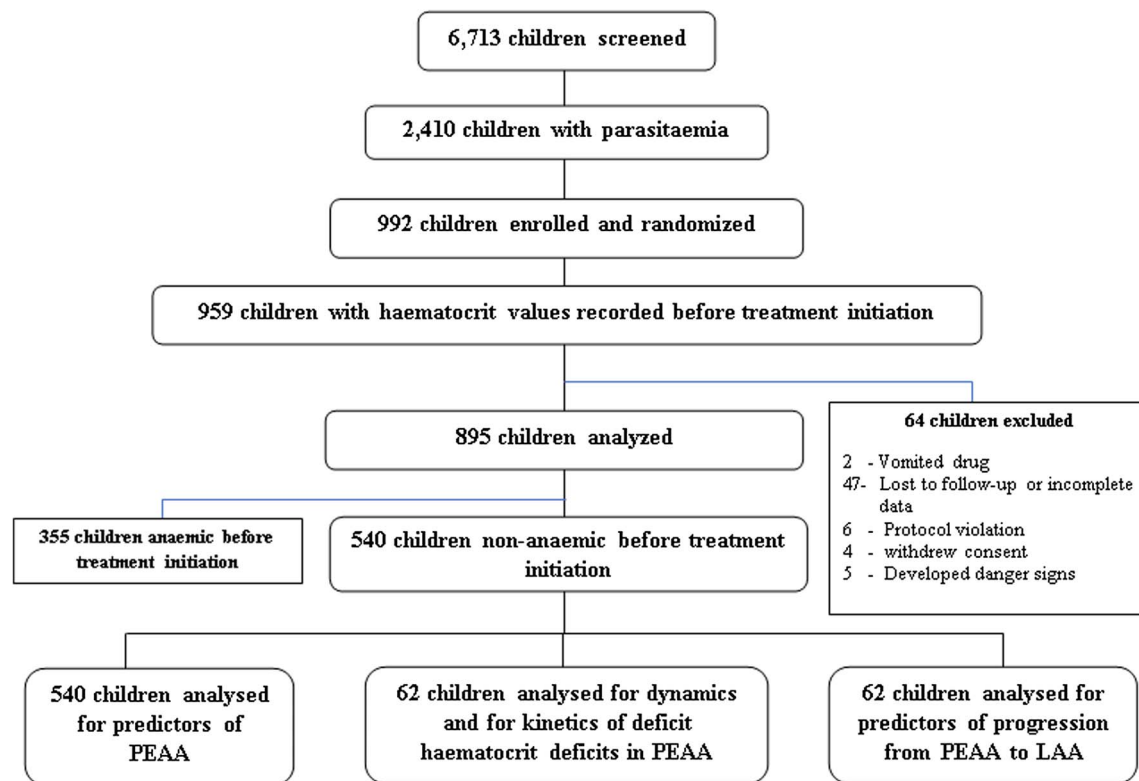 6,713 children screened
2,410 children with parasitaemia
992 children enrolled and randomized
959 children with haematocrit values recorded before treatment initiation
64 children excluded
2 - Vomited drug
47- Lost to follow-up or incomplete
data
6 - Protocol violation
4 - withdrew consent
5 - Developed danger signs
895 children analyzed
355 children anaemic before
treatment initiation
540 children non-anaemic before treatment
initiation
540 children analysed
for predictors of
PEAA
62 children analysed for dynamics
and for kinetics of deficit
haematocrit deficits in PEAA
62 children analysed for
predictors of progression
from PEAA to LAA